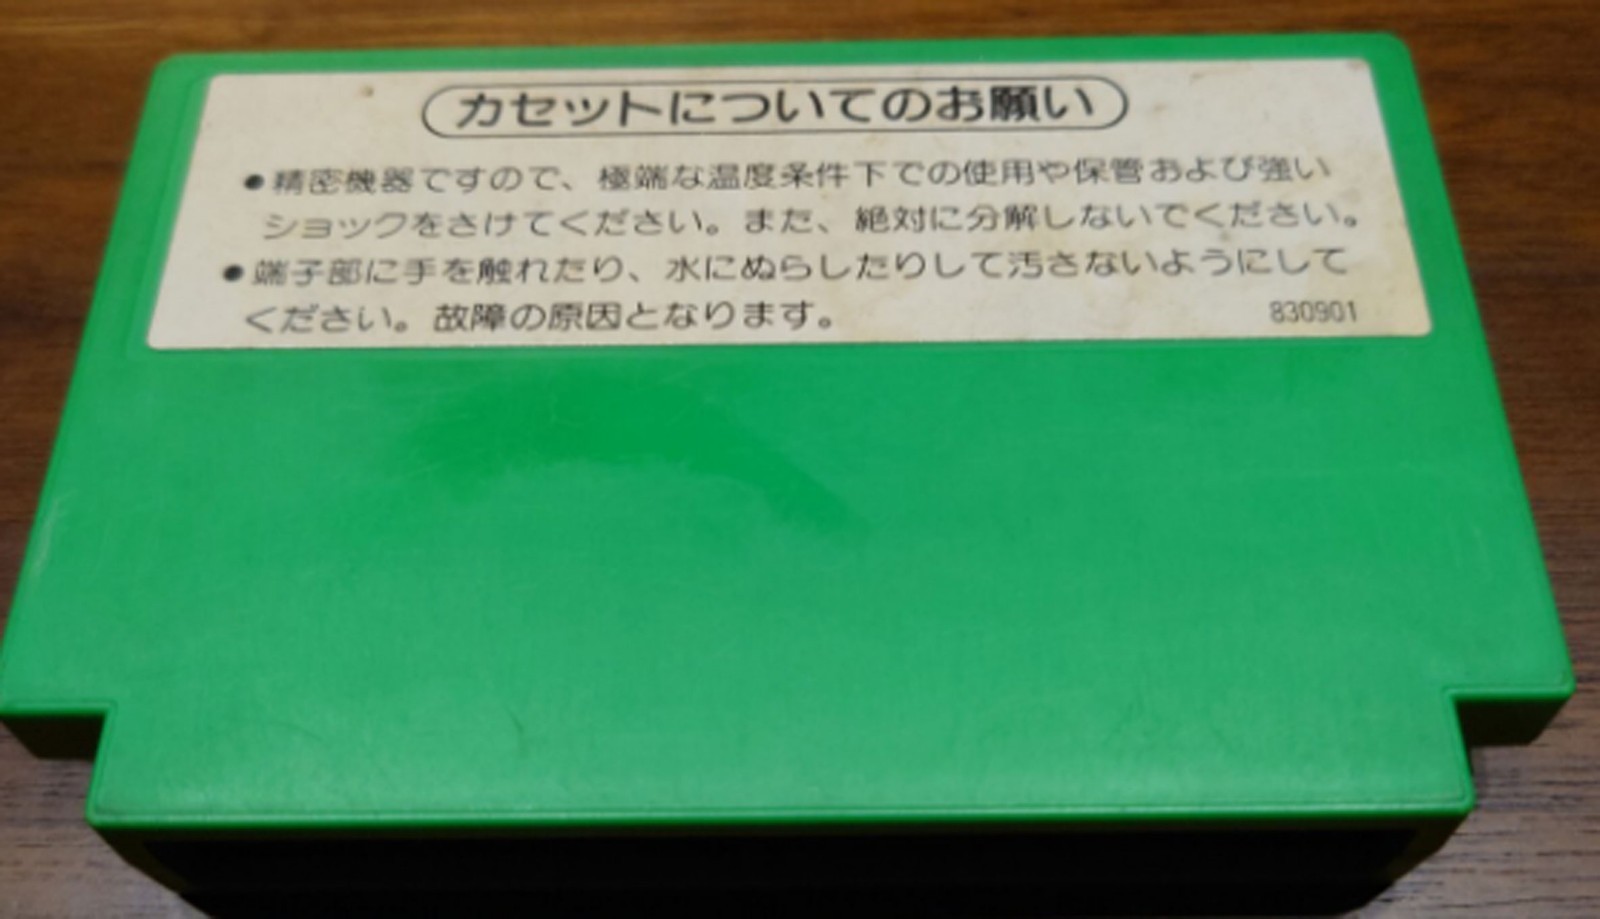 カセットについてのお願い
●精密機器ですので、極端な温度条件下での使用や保管および強い
ショックをさけてください。また、絶対に分解しないでください。
●端子部に手を触れたり、水にぬらしたりして汚さないようにして
ください。故障の原因となります。
830901